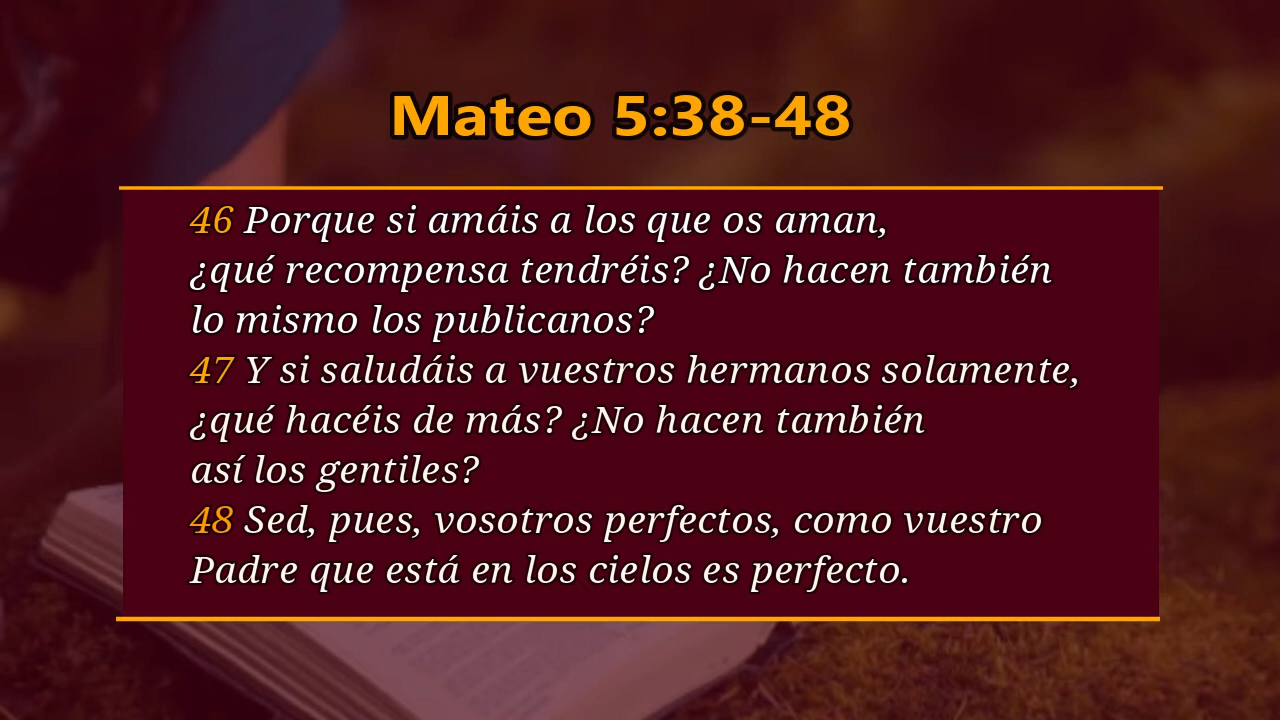 Mateo 5:38-48
46 Porque si amáis a los que os aman,
¿qué recompensa tendréis? ¿No hacen también
lo mismo los publicanos?
47 Y si saludáis a vuestros hermanos solamente,
¿qué hacéis de más? ¿No hacen también
así los gentiles?
48 Sed, pues, vosotros perfectos, como vuestro
Padre que está en los cielos es perfecto.